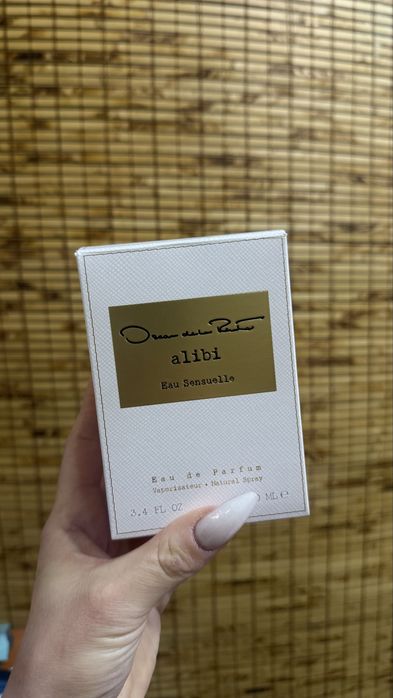 Oscar de la Renta
alibi
Eau Sensuelle
Eau de Parfum
Vaporisateur • Natural Spray
3.4 FL OZ
ML ℮